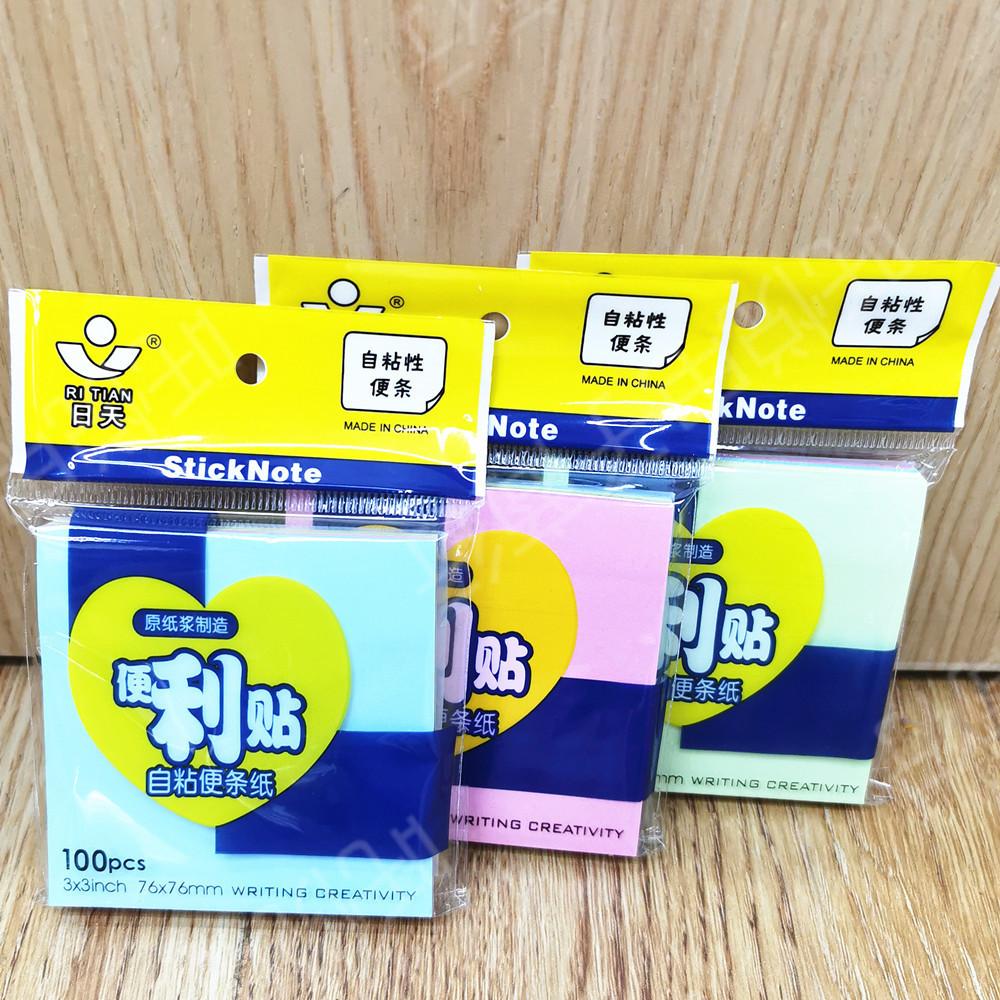 ®
RI TIAN
日天
自粘性
便条
MADE IN CHINA
StickNote
原纸浆制造
便利贴
自粘便条纸
100pcs
3x3inch 76x76mm WRITING CREATIVITY
®
自粘性
便条
MADE IN CHINA
Note
造
利贴
便条纸
WRITING CREATIVITY
自粘性
便条
MADE IN CHINA
kNote
浆制造
利贴
便条纸
mm WRITING CREATIVITY